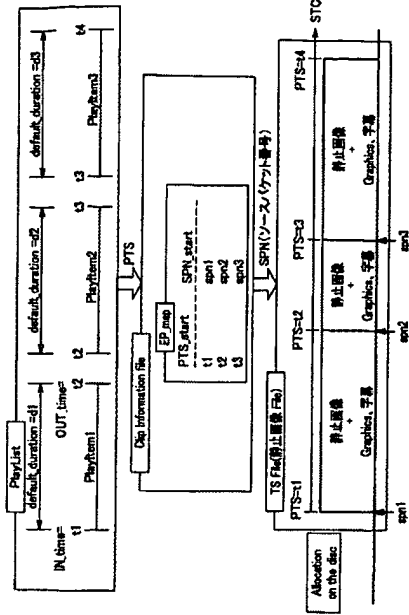 PlayList
default_duration =d1
default_duration =d2
default_duration =d3
IN_time=
OUT_time=
t1
t2
t2
t3
t3
t4
PlayItem1
PlayItem2
PlayItem3
PTS
Clip Information file
EP_map
PTS_start
SPN_start
t1
spn1
t2
spn2
t3
spn3
SPN(ソースパケット番号)
TS File(静止画像 File)
STC
PTS=t1
PTS=t2
PTS=t3
PTS=t4
静止画像
+
Graphics, 字幕
静止画像
+
Graphics, 字幕
静止画像
+
Graphics, 字幕
Allocation
on the disc
spn1
spn2
spn3